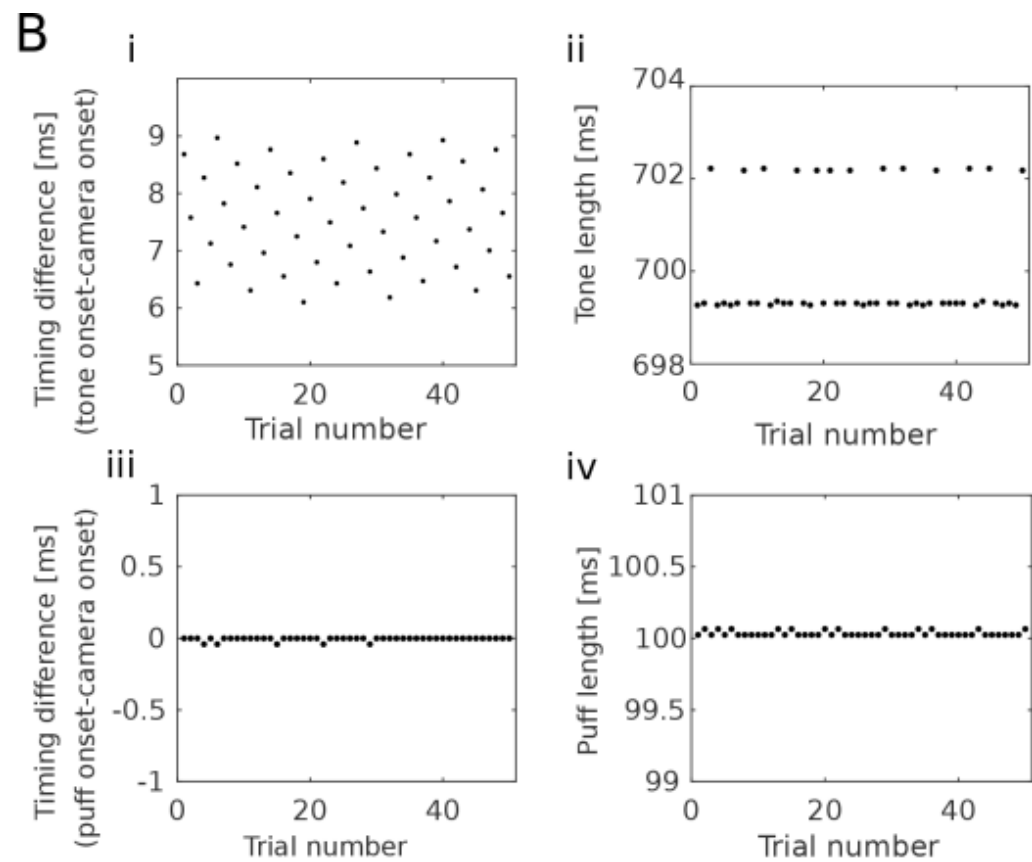 B
i
Timing difference [ms]
(tone onset-camera onset)
9
8
7
6
5
0
20
40
Trial number
ii
Tone length [ms]
704
702
700
698
0
20
40
Trial number
iii
Timing difference [ms]
(puff onset-camera onset)
1
0.5
0
-0.5
-1
0
20
40
Trial number
iv
Puff length [ms]
101
100.5
100
99.5
99
0
20
40
Trial number